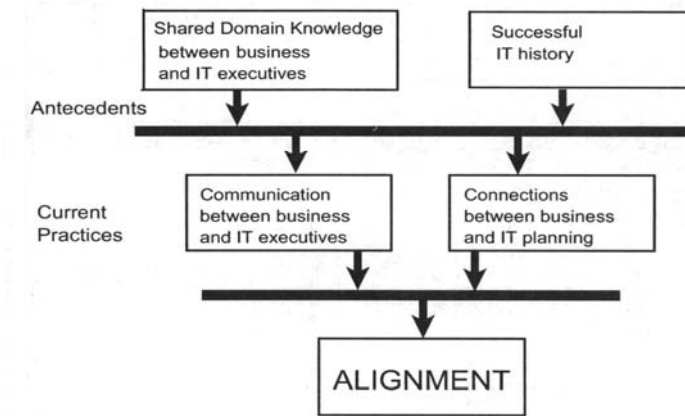 Shared Domain Knowledge
between business
and IT executives
Successful
IT history
Antecedents
Communication
between business
and IT executives
Connections
between business
and IT planning
Current
Practices
ALIGNMENT